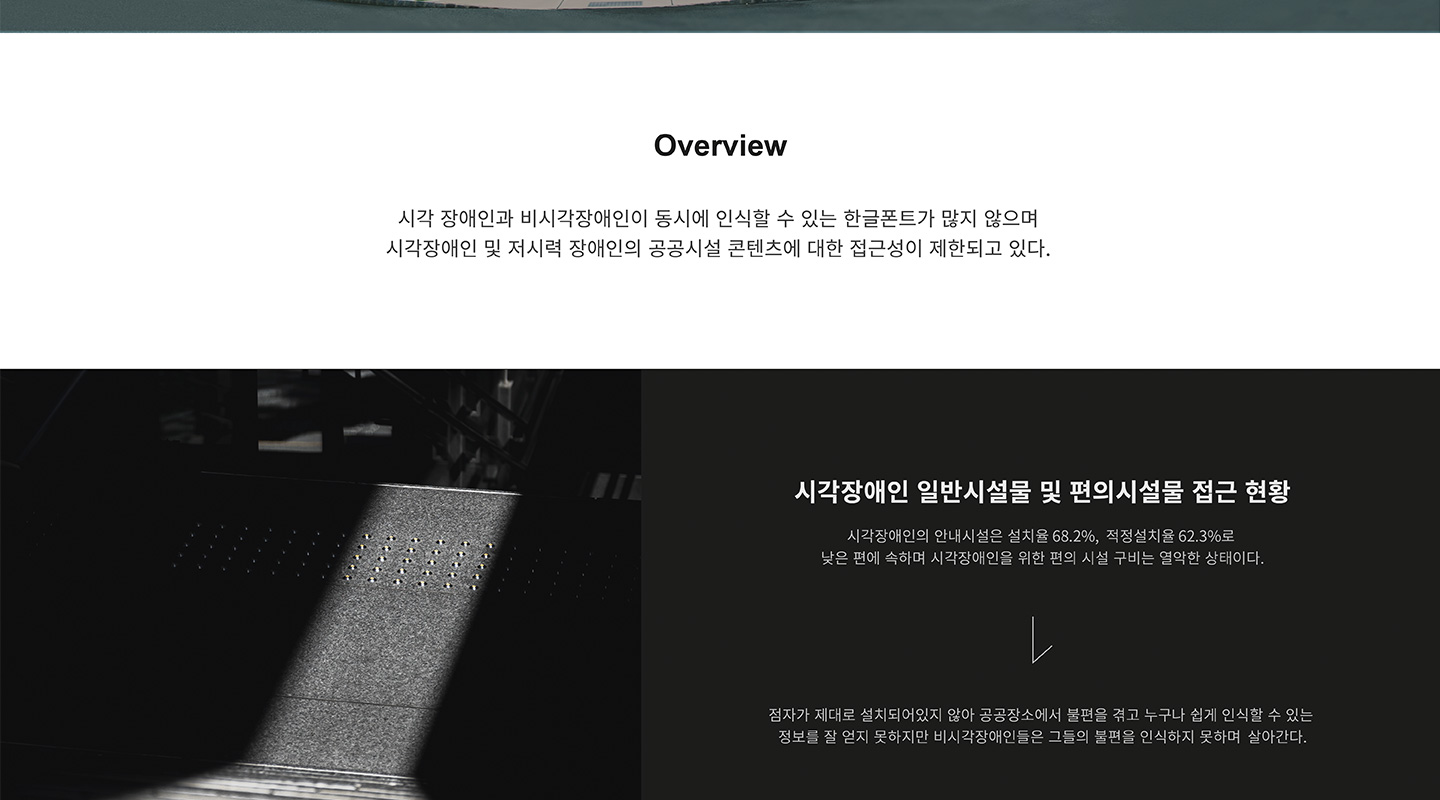 Overview
시각 장애인과 비시각장애인이 동시에 인식할 수 있는 한글폰트가 많지 않으며
시각장애인 및 저시력 장애인의 공공시설 콘텐츠에 대한 접근성이 제한되고 있다.
시각장애인 일반시설물 및 편의시설물 접근 현황
시각장애인의 안내시설은 설치율 68.2%, 적정설치율 62.3%로
낮은 편에 속하며 시각장애인을 위한 편의 시설 구비는 열악한 상태이다.
점자가 제대로 설치되어있지 않아 공공장소에서 불편을 겪고 누구나 쉽게 인식할 수 있는
정보를 잘 얻지 못하지만 비시각장애인들은 그들의 불편을 인식하지 못하며 살아간다.